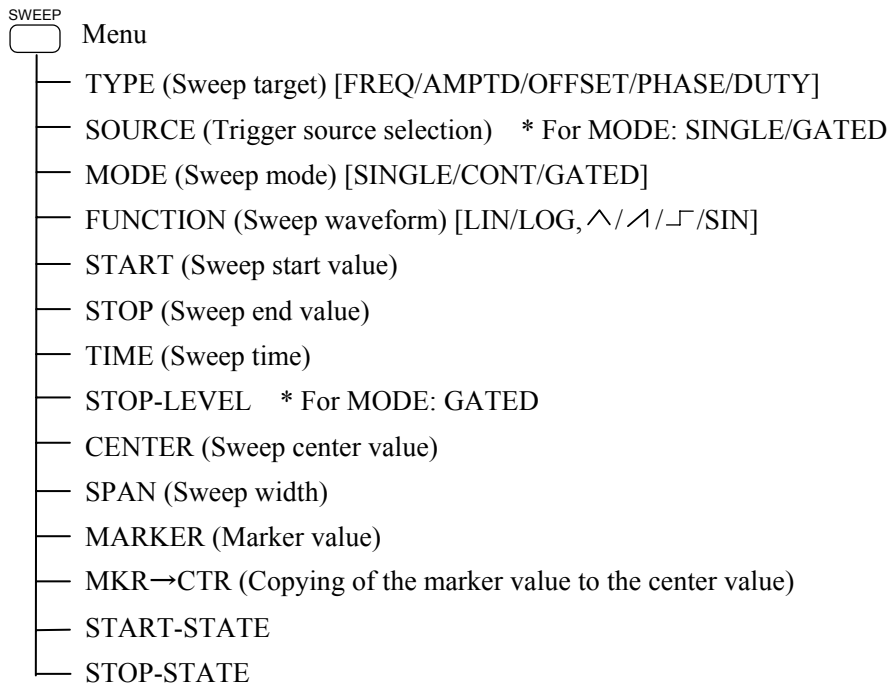 SWEEP
Menu
TYPE (Sweep target) [FREQ/AMPTD/OFFSET/PHASE/DUTY]
SOURCE (Trigger source selection) * For MODE: SINGLE/GATED
MODE (Sweep mode) [SINGLE/CONT/GATED]
FUNCTION (Sweep waveform) [LIN/LOG, / / /SIN]
START (Sweep start value)
STOP (Sweep end value)
TIME (Sweep time)
STOP-LEVEL * For MODE: GATED
CENTER (Sweep center value)
SPAN (Sweep width)
MARKER (Marker value)
MKR→CTR (Copying of the marker value to the center value)
START-STATE
STOP-STATE